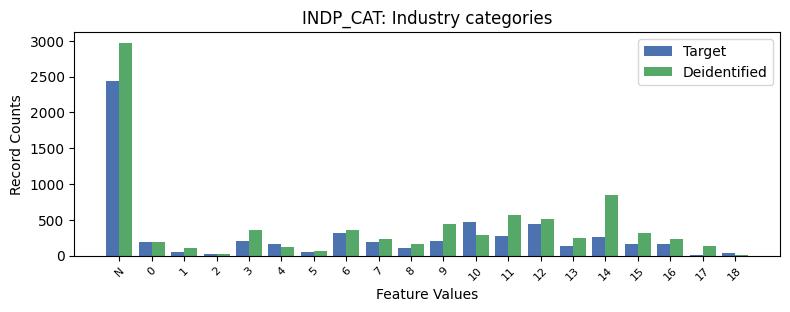 INDP_CAT: Industry categories
Target
Deidentified
Record Counts
3000
2500
2000
1500
1000
500
0
N 0 1 2 3 4 5 6 7 8 9 10 11 12 13 14 15 16 17 18
Feature Values